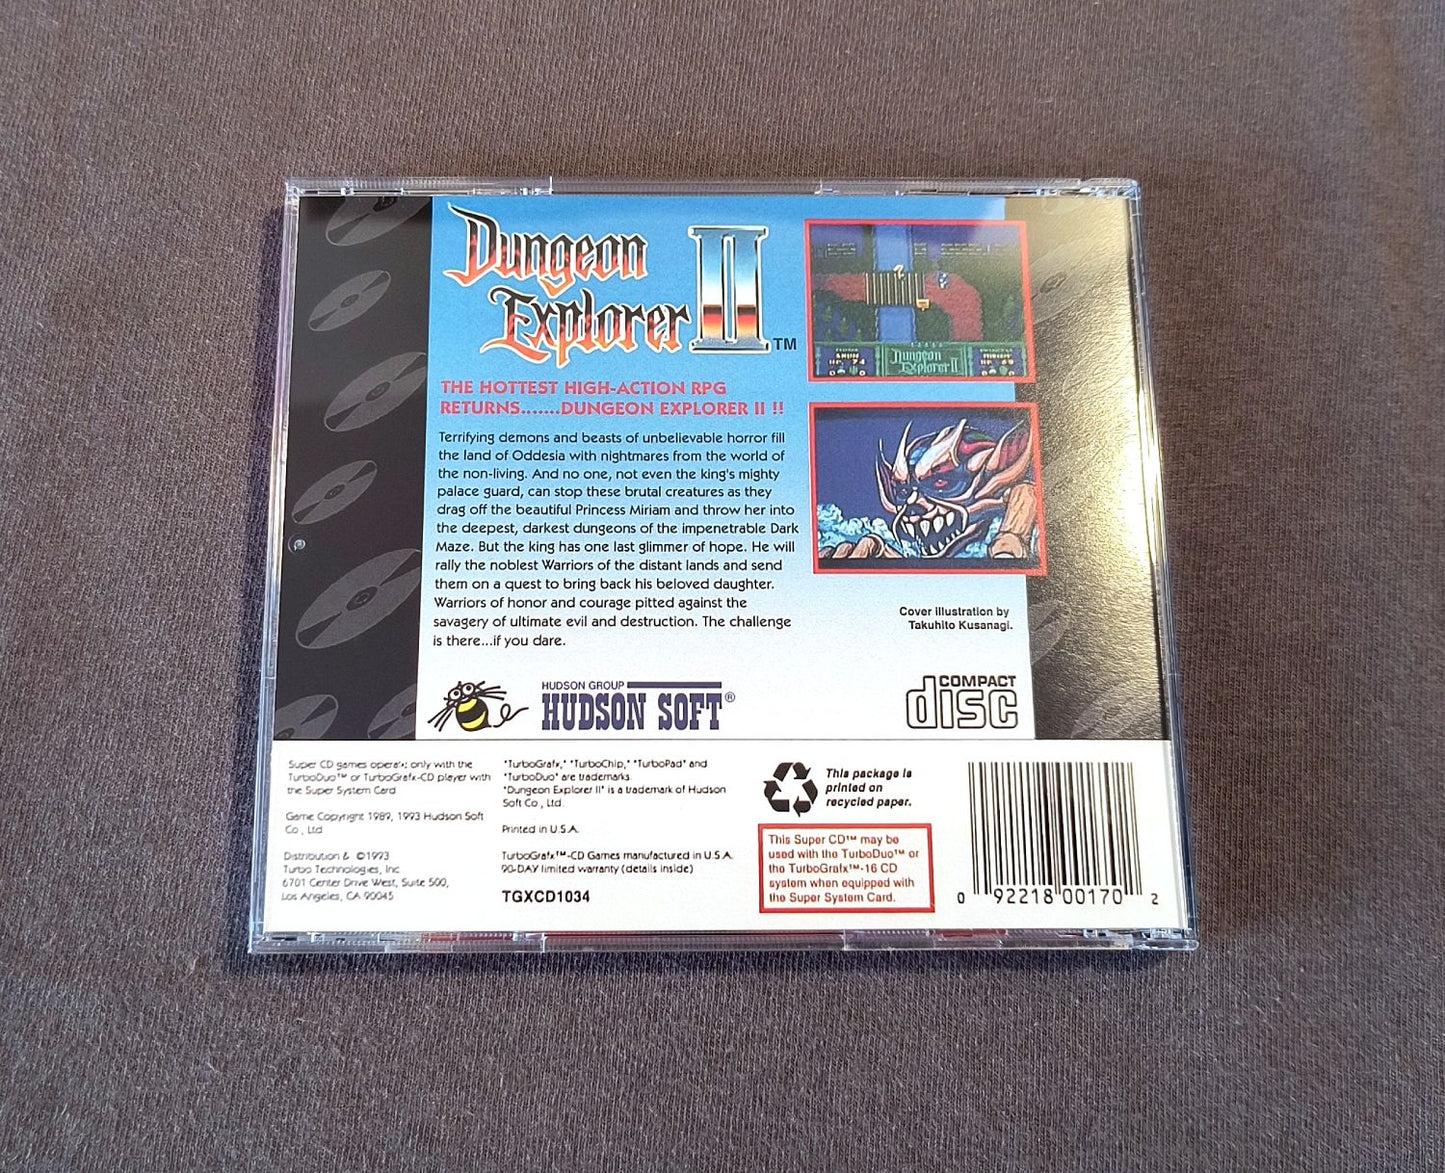 Dungeon
Explorer II™
THE HOTTEST HIGH-ACTION RPG
RETURNS.......DUNGEON EXPLORER II !!
Terrifying demons and beasts of unbelievable horror fill
the land of Oddesia with nightmares from the world of
the non-living. And no one, not even the king's mighty
palace guard, can stop these brutal creatures as they
drag off the beautiful Princess Miriam and throw her into
the deepest, darkest dungeons of the impenetrable Dark
Maze. But the king has one last glimmer of hope. He will
rally the noblest Warriors of the distant lands and send
them on a quest to bring back his beloved daughter.
Warriors of honor and courage pitted against the
savagery of ultimate evil and destruction. The challenge
is there...if you dare.
Dungeon
Explorer II
Cover illustration by
Takuhito Kusanagi.
HUDSON GROUP
HUDSON SOFT®
COMPACT
disc
Super CD games operate only with the
TurboDuo™ or TurboGrafx-CD player with
the Super System Card
Game Copyright 1989, 1993 Hudson Soft
Co., Ltd
Distribution & ©1993
Turbo Technologies, Inc.
6701 Center Drive West, Suite 500,
Los Angeles, CA 90045
"TurboGrafx," "TurboChip," "TurboPad" and
"TurboDuo" are trademarks.
"Dungeon Explorer II" is a trademark of Hudson
Soft Co., Ltd.
Printed in U.S.A.
TurboGrafx™-CD Games manufactured in U.S.A.
90-DAY limited warranty (details inside)
TGXCD1034
This package is
printed on
recycled paper.
This Super CD™ may be
used with the TurboDuo™ or
the TurboGrafx™-16 CD
system when equipped with
the Super System Card.
0 92218 00170 2